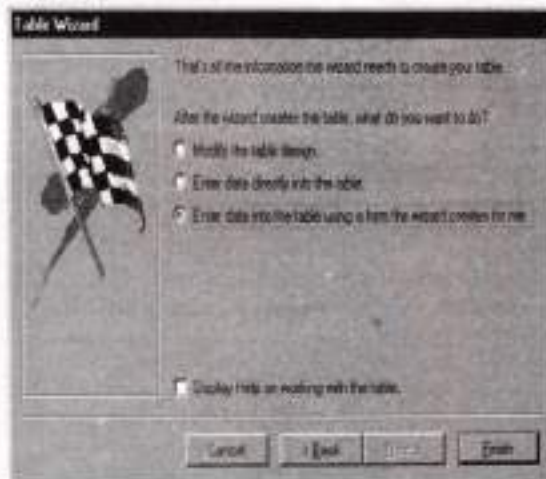 Table Wizard
That's all the information the wizard needs to create your table.
After the wizard creates the table, what do you want to do?
Modify the table design.
Enter data directly into the table.
Enter data into the table using a form the wizard creates for me.
Display Help on working with the table.
Cancel
< Back
Next >
Finish